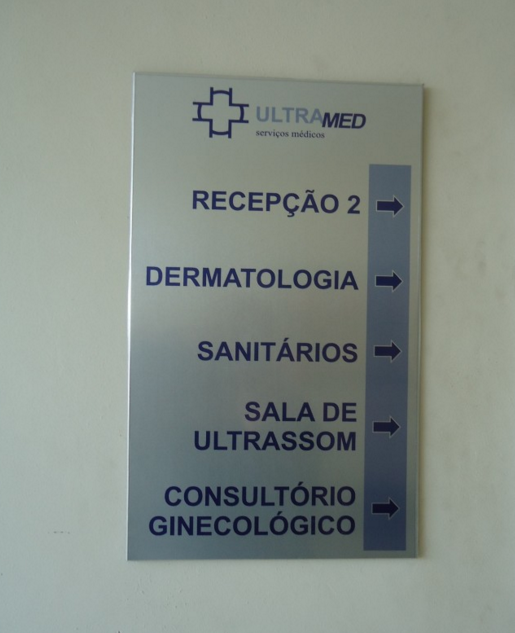 ULTRAMED
serviços médicos
RECEPÇÃO 2
DERMATOLOGIA
SANITÁRIOS
SALA DE
ULTRASSOM
CONSULTÓRIO
GINECOLÓGICO